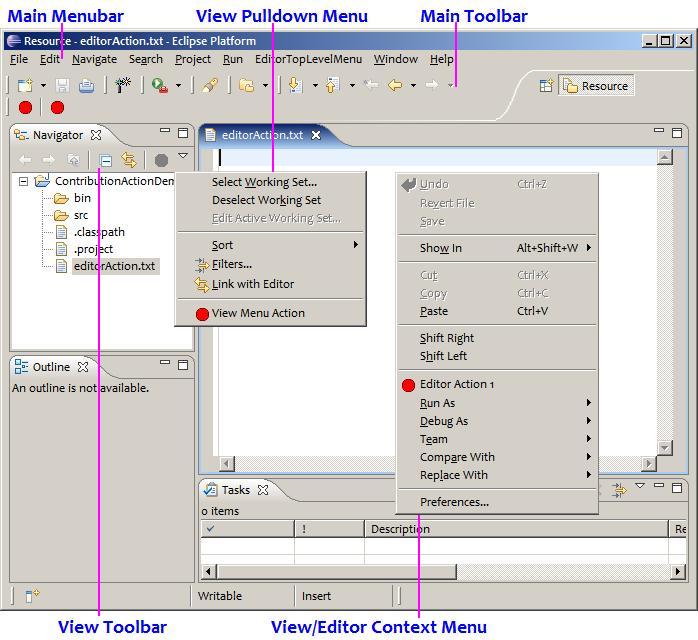 Main Menubar
View Pulldown Menu
Main Toolbar
Resource - editorAction.txt - Eclipse Platform
File Edit Navigate Search Project Run EditorTopLevelMenu Window Help
Resource
Navigator
editorAction.txt
ContributionActionDem
bin
src
.classpath
.project
editorAction.txt
Select Working Set...
Deselect Working Set
Edit Active Working Set...
Sort
Filters...
Link with Editor
View Menu Action
Undo Ctrl+Z
Revert File
Save
Show In Alt+Shift+W
Cut Ctrl+X
Copy Ctrl+C
Paste Ctrl+V
Shift Right
Shift Left
Editor Action 1
Run As
Debug As
Team
Compare With
Replace With
Preferences...
Outline
An outline is not available.
Tasks
0 items
! Description Re
Writable Insert
View Toolbar
View/Editor Context Menu